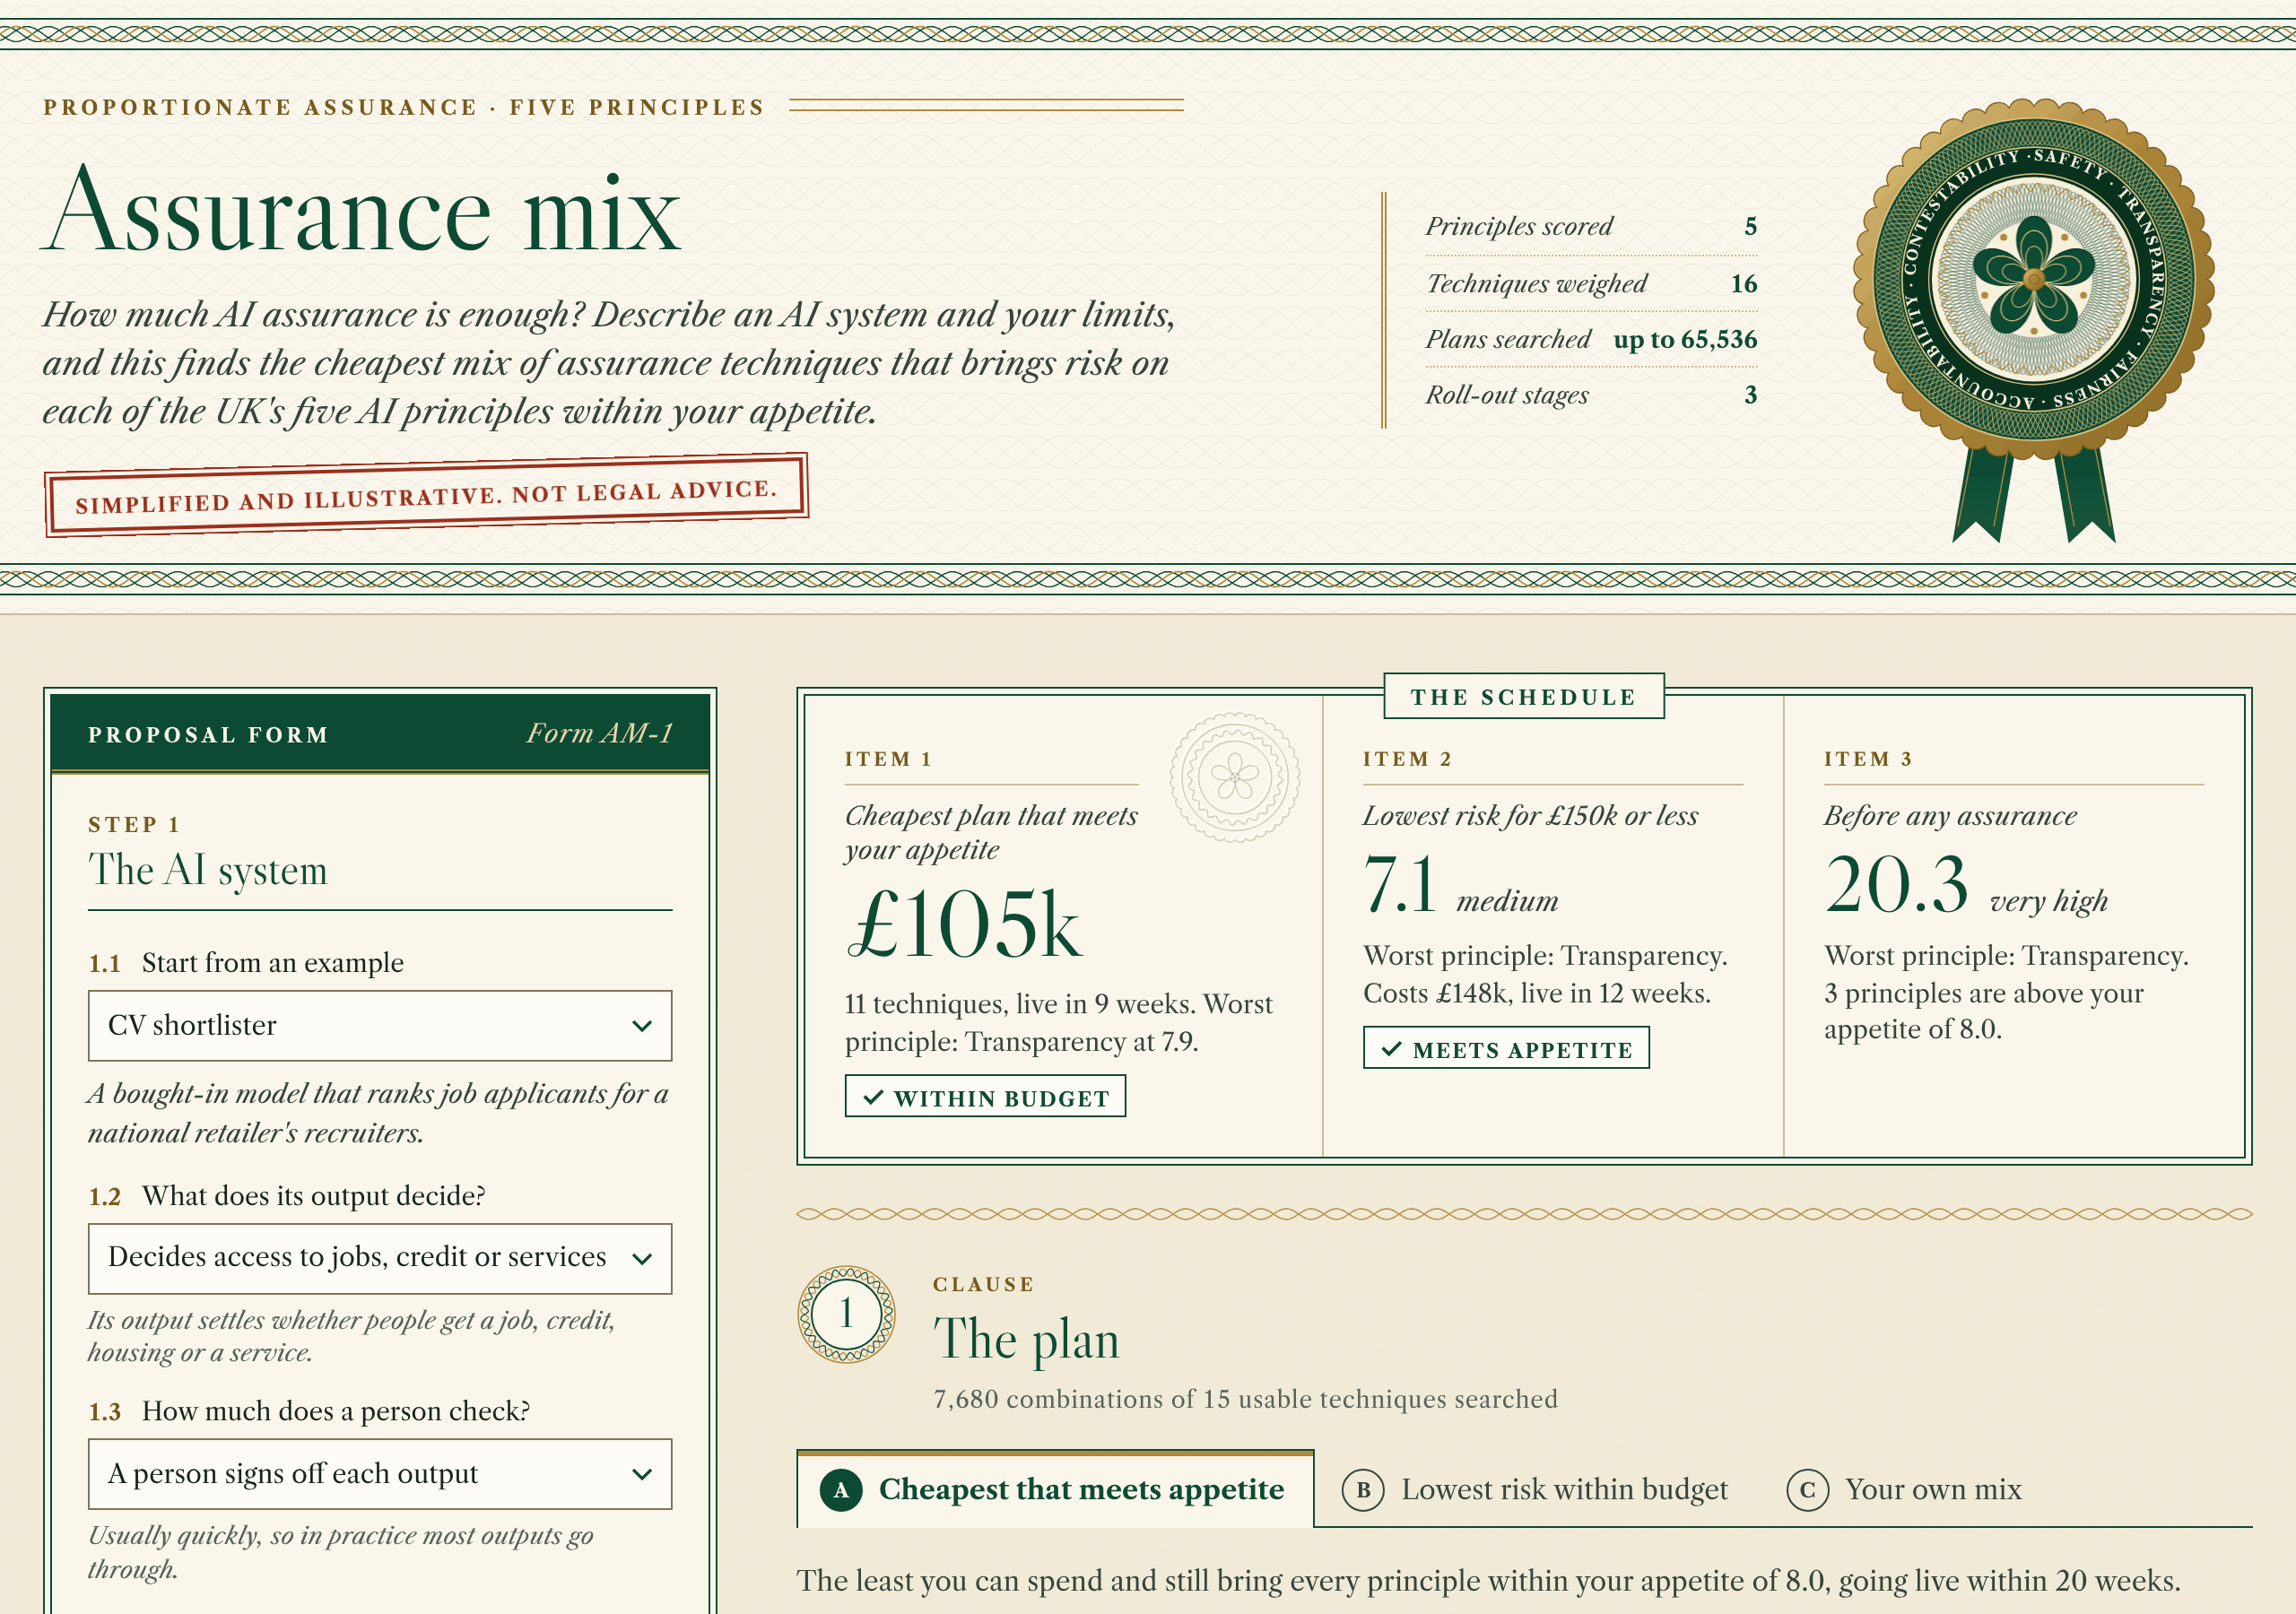 PROPORTIONATE ASSURANCE · FIVE PRINCIPLES
Assurance mix
How much AI assurance is enough? Describe an AI system and your limits,
and this finds the cheapest mix of assurance techniques that brings risk on
each of the UK's five AI principles within your appetite.
SIMPLIFIED AND ILLUSTRATIVE. NOT LEGAL ADVICE.
Principles scored 5
Techniques weighed 16
Plans searched up to 65,536
Roll-out stages 3
SAFETY · TRANSPARENCY · FAIRNESS · ACCOUNTABILITY · CONTESTABILITY ·
PROPOSAL FORM Form AM-1
STEP 1
The AI system
1.1 Start from an example
CV shortlister
A bought-in model that ranks job applicants for a
national retailer's recruiters.
1.2 What does its output decide?
Decides access to jobs, credit or services
Its output settles whether people get a job, credit,
housing or a service.
1.3 How much does a person check?
A person signs off each output
Usually quickly, so in practice most outputs go
through.
THE SCHEDULE
ITEM 1
Cheapest plan that meets
your appetite
£105k
11 techniques, live in 9 weeks. Worst
principle: Transparency at 7.9.
WITHIN BUDGET
ITEM 2
Lowest risk for £150k or less
7.1 medium
Worst principle: Transparency.
Costs £148k, live in 12 weeks.
MEETS APPETITE
ITEM 3
Before any assurance
20.3 very high
Worst principle: Transparency.
3 principles are above your
appetite of 8.0.
1
CLAUSE
The plan
7,680 combinations of 15 usable techniques searched
A Cheapest that meets appetite
B Lowest risk within budget
C Your own mix
The least you can spend and still bring every principle within your appetite of 8.0, going live within 20 weeks.